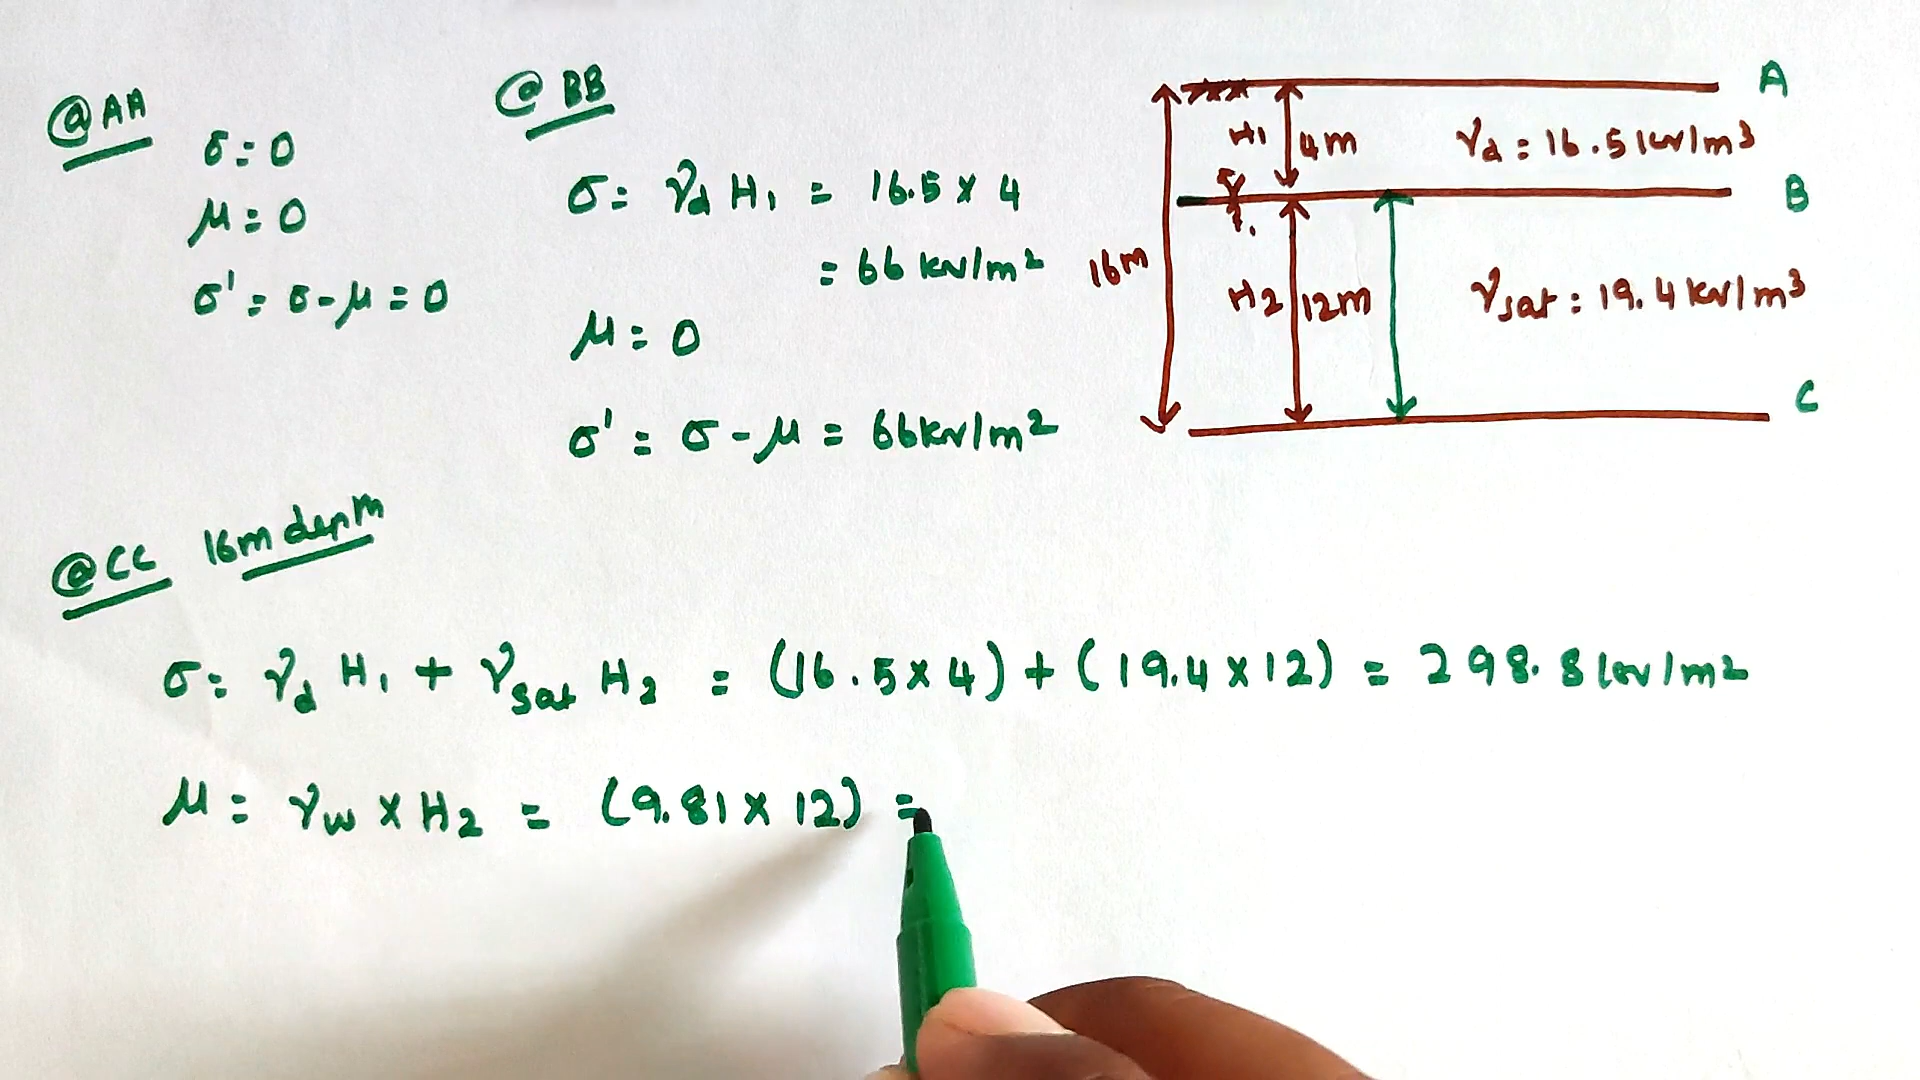 @ AA
σ = 0
μ = 0
σ' = σ - μ = 0
@ BB
σ = γd H1 = 16.5 x 4
= 66 kN/m2
μ = 0
σ' = σ - μ = 66 kN/m2
A
H1 4m γd = 16.5 kN/m3
B
16m
H2 12m γsat = 19.4 kN/m3
C
@ CC 16m depth
σ = γd H1 + γsat H2 = (16.5 x 4) + (19.4 x 12) = 298.8 kN/m2
μ = γw x H2 = (9.81 x 12) =